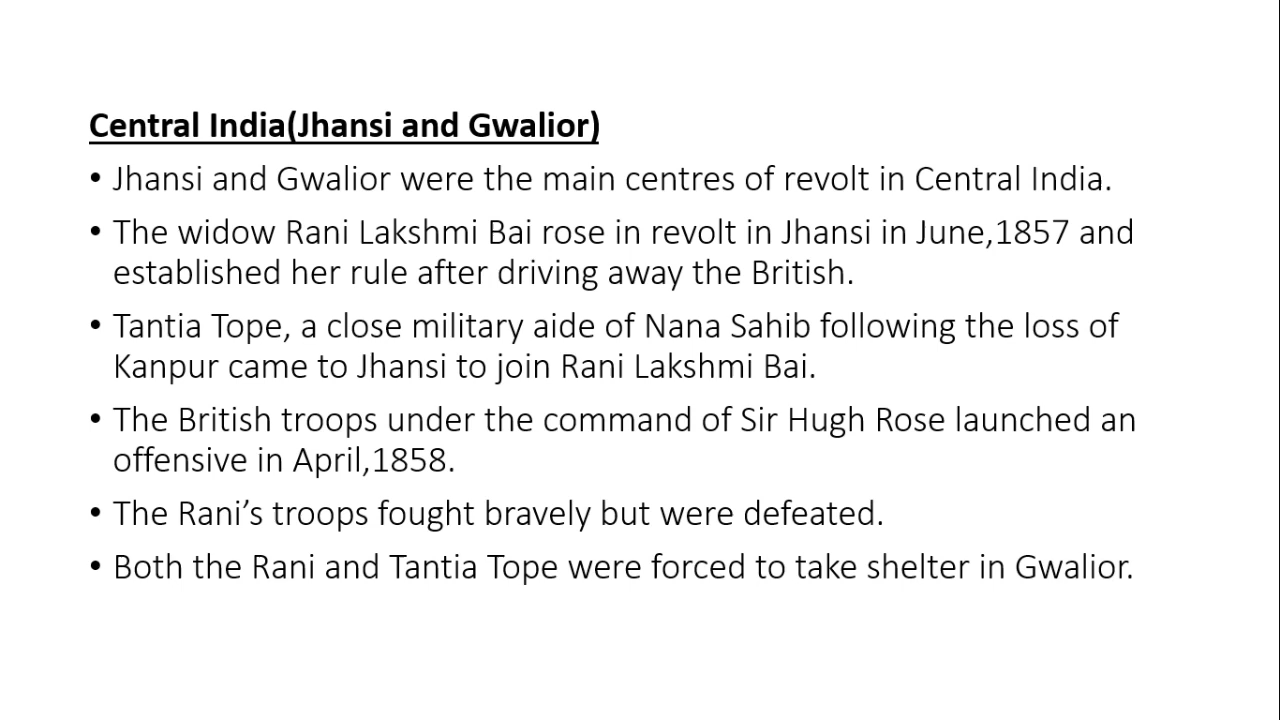 Central India(Jhansi and Gwalior)
• Jhansi and Gwalior were the main centres of revolt in Central India.
• The widow Rani Lakshmi Bai rose in revolt in Jhansi in June,1857 and
established her rule after driving away the British.
• Tantia Tope, a close military aide of Nana Sahib following the loss of
Kanpur came to Jhansi to join Rani Lakshmi Bai.
• The British troops under the command of Sir Hugh Rose launched an
offensive in April,1858.
• The Rani’s troops fought bravely but were defeated.
• Both the Rani and Tantia Tope were forced to take shelter in Gwalior.